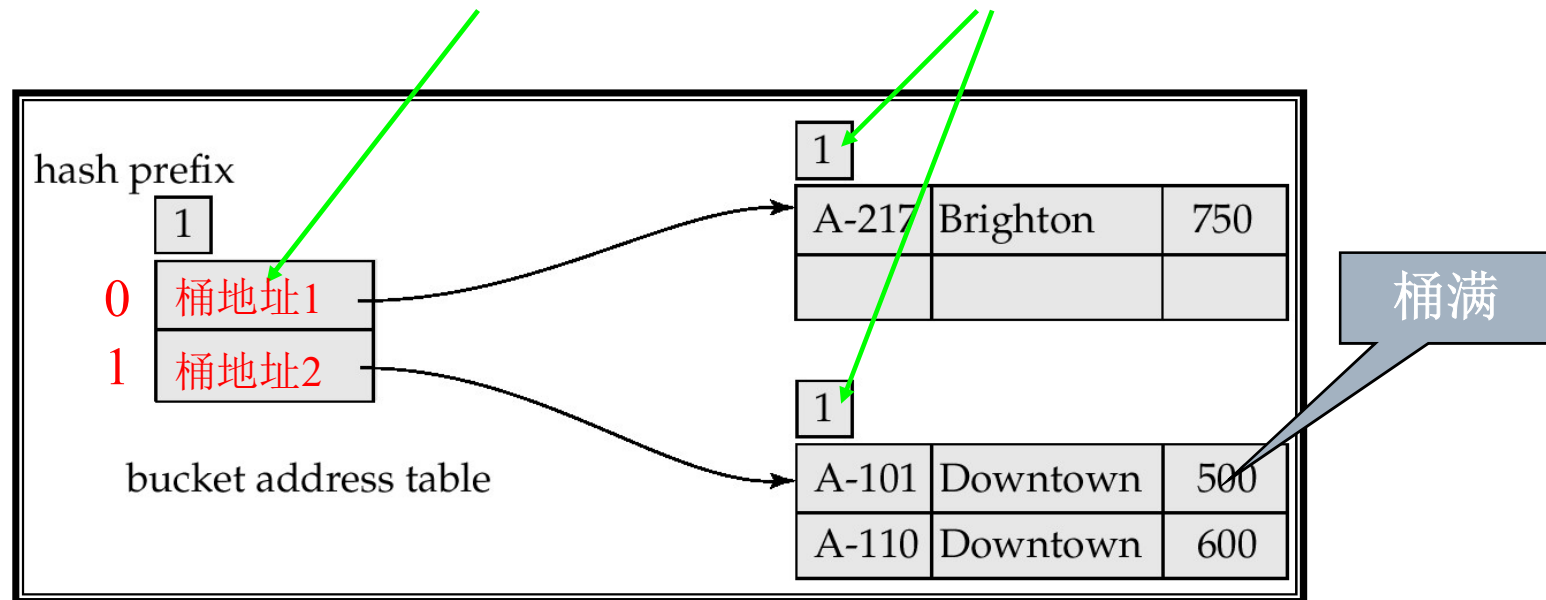 hash prefix
1
0 桶地址1
1 桶地址2
bucket address table
1
A-217 Brighton 750
1
A-101 Downtown 500
A-110 Downtown 600
桶满